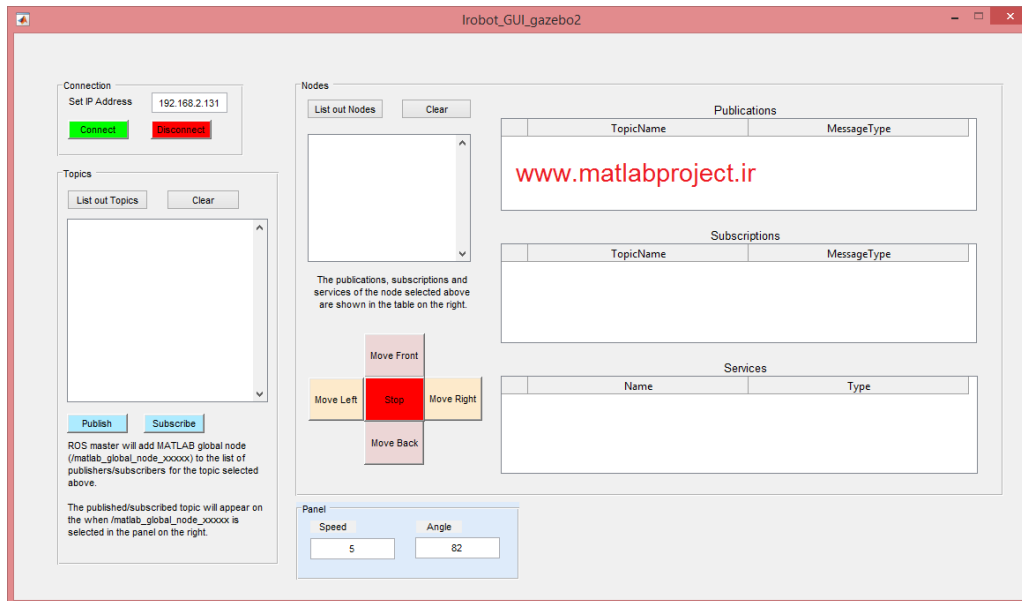 Irobot_GUI_gazebo2
Connection
Set IP Address
192.168.2.131
Connect
Disconnect
Topics
List out Topics
Clear
Publish
Subscribe
ROS master will add MATLAB global node
(/matlab_global_node_xxxxx) to the list of
publishers/subscribers for the topic selected
above.
The published/subscribed topic will appear on
the when /matlab_global_node_xxxxx is
selected in the panel on the right.
Nodes
List out Nodes
Clear
The publications, subscriptions and
services of the node selected above
are shown in the table on the right.
Move Front
Move Left
Stop
Move Right
Move Back
Publications
TopicName
MessageType
www.matlabproject.ir
Subscriptions
TopicName
MessageType
Services
Name
Type
Panel
Speed
Angle
5
82